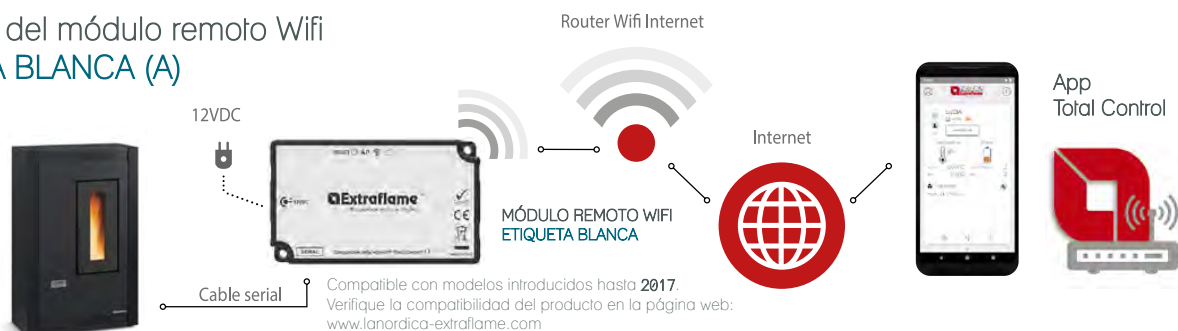 del módulo remoto Wifi
BLANCA (A)
12VDC
Router Wifi Internet
App
Total Control
Internet
Extraflame
12VDC
SERIAL
MÓDULO REMOTO WIFI
ETIQUETA BLANCA
Cable serial
Compatible con modelos introducidos hasta 2017.
Verifique la compatibilidad del producto en la página web:
www.lanordica-extraflame.com